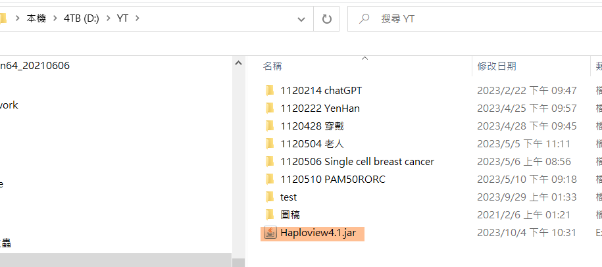 本機 > 4TB (D:) > YT >
搜尋 YT
n64_20210606
名稱 修改日期
1120214 chatGPT 2023/2/22 下午 09:47
work 1120222 YenHan 2023/4/25 下午 09:57
1120428 穿戴 2023/4/28 下午 09:45
1120504 老人 2023/5/5 下午 11:11
1120506 Single cell breast cancer 2023/5/6 上午 08:56
1120510 PAM50RORC 2023/5/10 下午 09:18
test 2023/9/29 上午 01:33
圖稿 2021/2/6 上午 01:21
Haploview4.1.jar 2023/10/4 下午 10:31